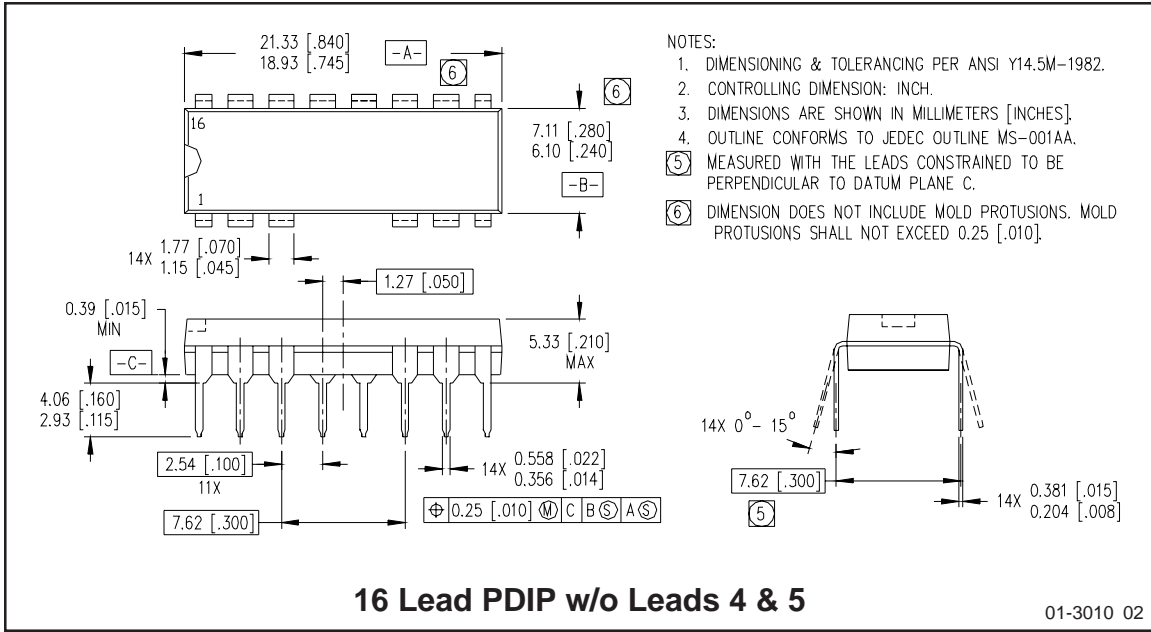 21.33 [.840]
18.93 [.745]
-A-
6
6
16
1
7.11 [.280]
6.10 [.240]
-B-
NOTES:
1. DIMENSIONING & TOLERANCING PER ANSI Y14.5M-1982.
2. CONTROLLING DIMENSION: INCH.
3. DIMENSIONS ARE SHOWN IN MILLIMETERS [INCHES].
4. OUTLINE CONFORMS TO JEDEC OUTLINE MS-001AA.
5 MEASURED WITH THE LEADS CONSTRAINED TO BE
PERPENDICULAR TO DATUM PLANE C.
6 DIMENSION DOES NOT INCLUDE MOLD PROTUSIONS. MOLD
PROTUSIONS SHALL NOT EXCEED 0.25 [.010].
14X 1.77 [.070]
1.15 [.045]
1.27 [.050]
0.39 [.015]
MIN
-C-
5.33 [.210]
MAX
4.06 [.160]
2.93 [.115]
2.54 [.100]
11X
14X 0.558 [.022]
0.356 [.014]
7.62 [.300]
⌖ 0.25 [.010] Ⓜ C B Ⓢ A Ⓢ
14X 0° - 15°
7.62 [.300]
5
14X 0.381 [.015]
0.204 [.008]
16 Lead PDIP w/o Leads 4 & 5
01-3010 02